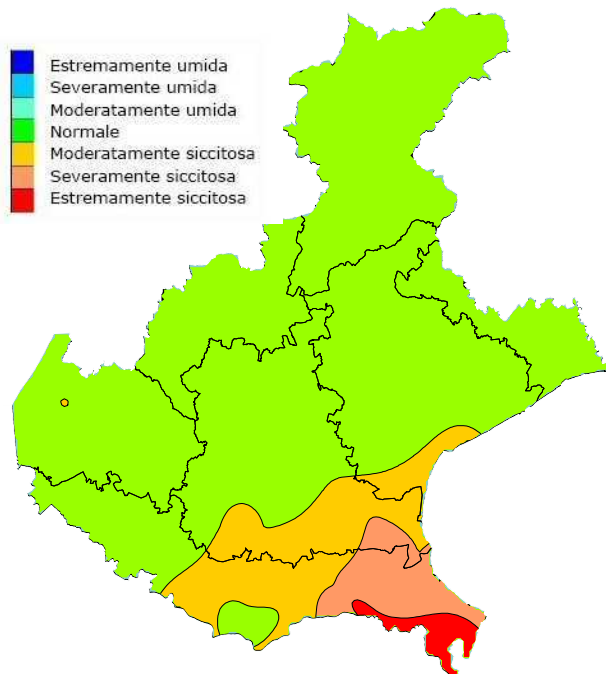 Estremamente umida
Severamente umida
Moderatamente umida
Normale
Moderatamente siccitosa
Severamente siccitosa
Estremamente siccitosa